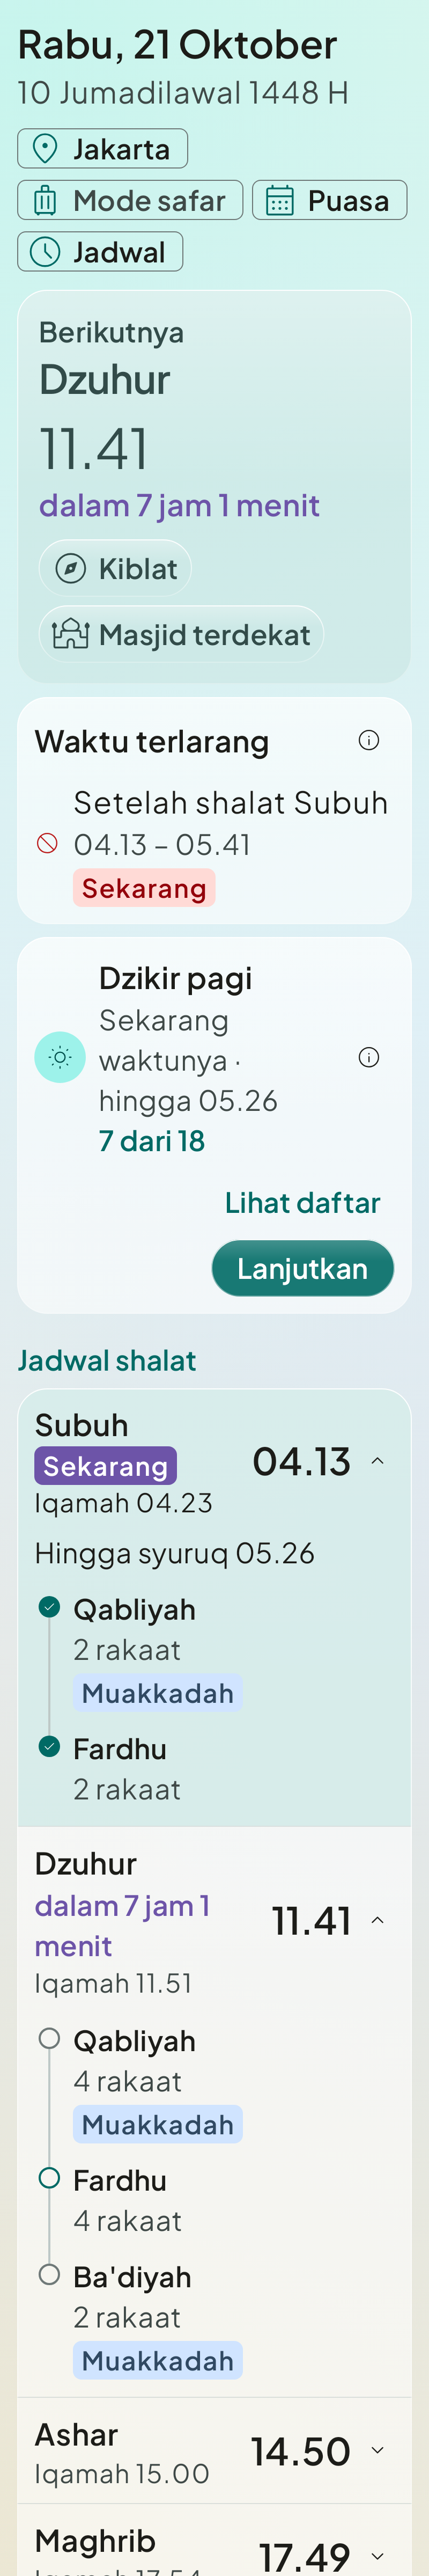 Rabu, 21 Oktober
10 Jumadilawal 1448 H
Jakarta
Mode safar
Puasa
Jadwal
Berikutnya
Dzuhur
11.41
dalam 7 jam 1 menit
Kiblat
Masjid terdekat
Waktu terlarang
Setelah shalat Subuh
04.13 – 05.41
Sekarang
Dzikir pagi
Sekarang
waktunya ·
hingga 05.26
7 dari 18
Lihat daftar
Lanjutkan
Jadwal shalat
Subuh
Sekarang
04.13
Iqamah 04.23
Hingga syuruq 05.26
Qabliyah
2 rakaat
Muakkadah
Fardhu
2 rakaat
Dzuhur
dalam 7 jam 1
menit
11.41
Iqamah 11.51
Qabliyah
4 rakaat
Muakkadah
Fardhu
4 rakaat
Ba'diyah
2 rakaat
Muakkadah
Ashar
14.50
Iqamah 15.00
Maghrib
17.49
Iqamah 17.54